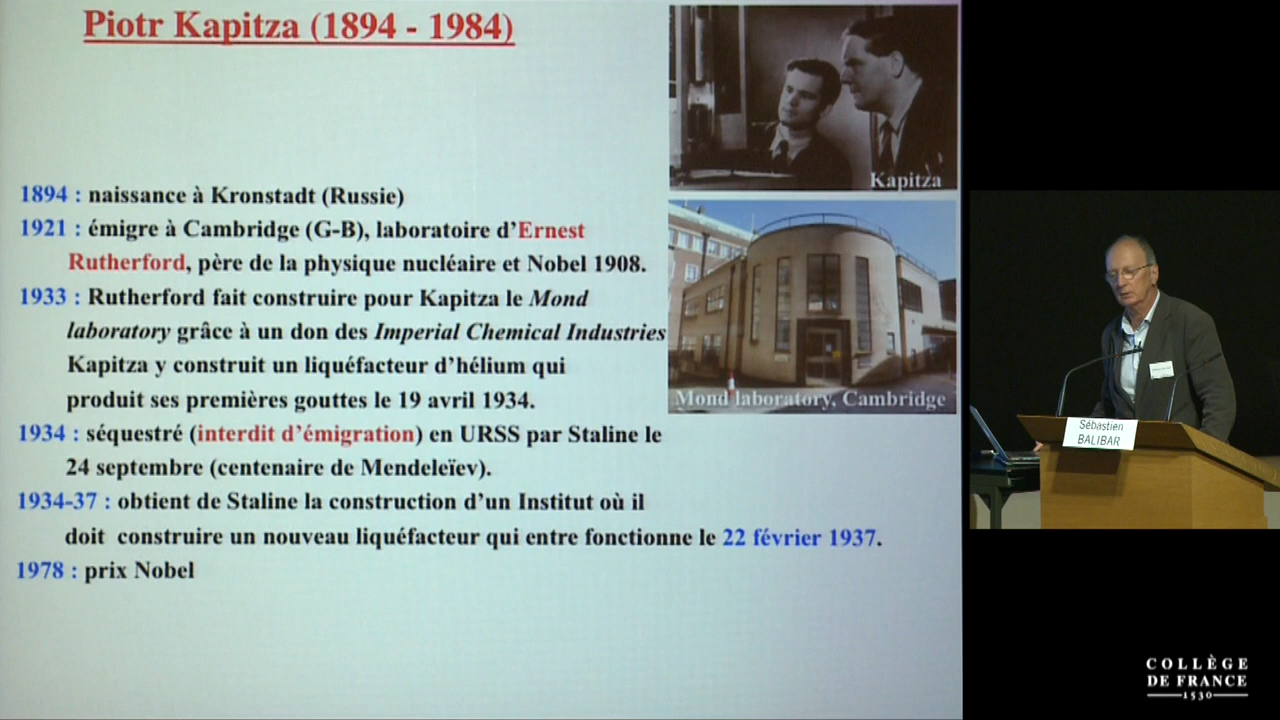 Piotr Kapitza (1894 - 1984)
Kapitza
1894 : naissance à Kronstadt (Russie)
1921 : émigre à Cambridge (G-B), laboratoire d'Ernest
Rutherford, père de la physique nucléaire et Nobel 1908.
1933 : Rutherford fait construire pour Kapitza le Mond
laboratory grâce à un don des Imperial Chemical Industries
Kapitza y construit un liquéfacteur d'hélium qui
produit ses premières gouttes le 19 avril 1934.
Mond laboratory, Cambridge
1934 : séquestré (interdit d'émigration) en URSS par Staline le
24 septembre (centenaire de Mendeleïev).
1934-37 : obtient de Staline la construction d'un Institut où il
doit construire un nouveau liquéfacteur qui entre fonctionne le 22 février 1937.
1978 : prix Nobel
Sébastien
BALIBAR
COLLÈGE
DE FRANCE
1530